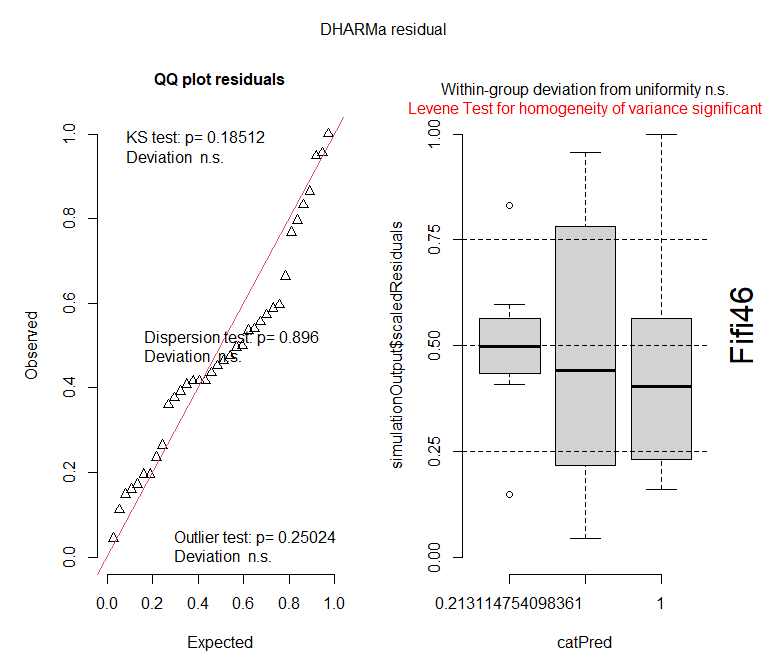 DHARMa residual
QQ plot residuals
KS test: p= 0.18512
Deviation n.s.
Dispersion test: p= 0.896
Deviation n.s.
Outlier test: p= 0.25024
Deviation n.s.
Observed
0.0 0.2 0.4 0.6 0.8 1.0
0.0 0.2 0.4 0.6 0.8 1.0
Expected
Within-group deviation from uniformity n.s.
Levene Test for homogeneity of variance significant
simulationOutput$scaledResiduals
0.00 0.25 0.50 0.75 1.00
0.213114754098361 1
catPred
Fifi46